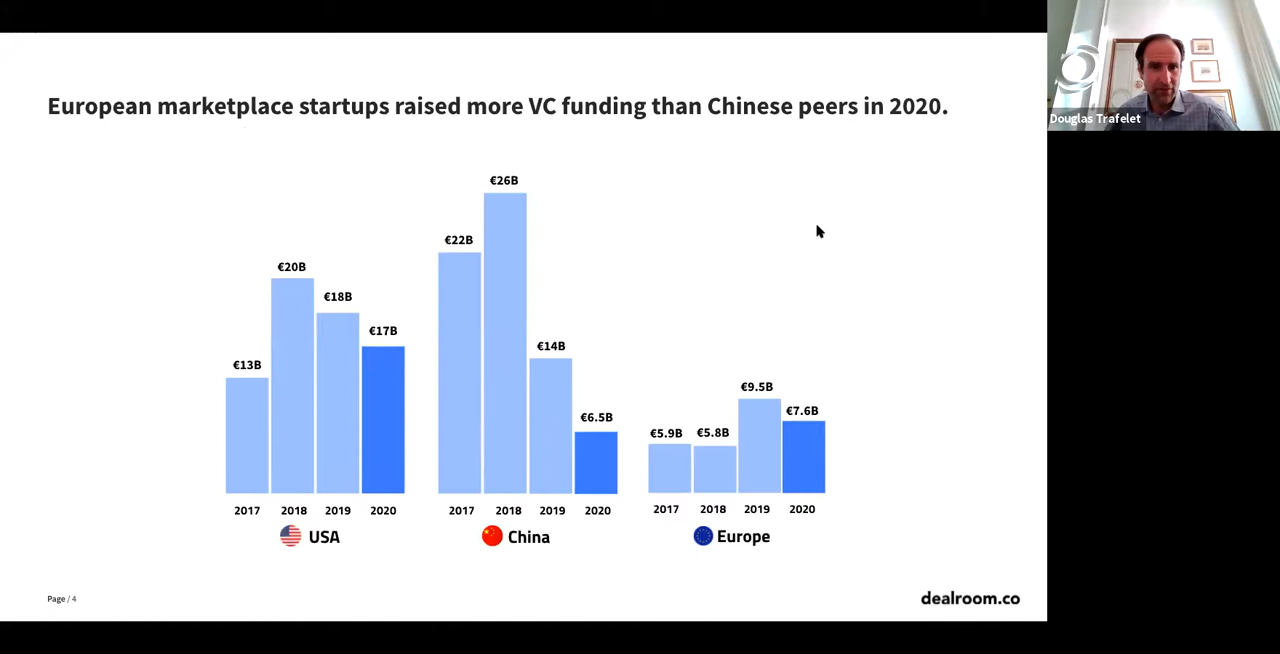 European marketplace startups raised more VC funding than Chinese peers in 2020.
Douglas Trafelet
€13B
€20B
€18B
€17B
€22B
€26B
€14B
€6.5B
€5.9B
€5.8B
€9.5B
€7.6B
2017 2018 2019 2020 2017 2018 2019 2020 2017 2018 2019 2020
USA China Europe
Page / 4
dealroom.co